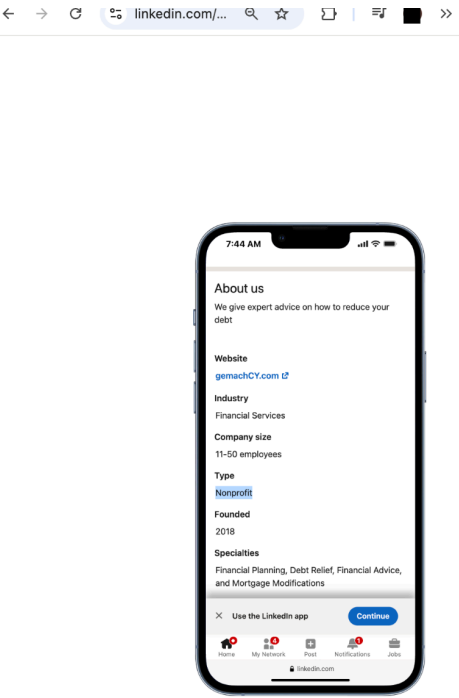 linkedin.com/...
7:44 AM
About us
We give expert advice on how to reduce your
debt
Website
gemachCY.com
Industry
Financial Services
Company size
11-50 employees
Type
Nonprofit
Founded
2018
Specialties
Financial Planning, Debt Relief, Financial Advice,
and Mortgage Modifications
Use the LinkedIn app
Continue
4 1
Home My Network Post Notifications Jobs
linkedin.com